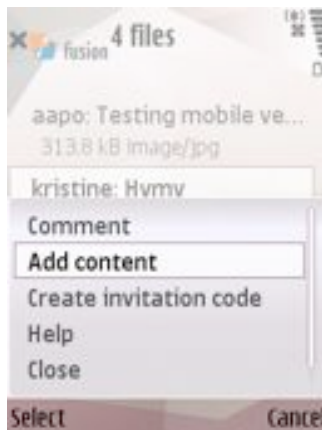 fusion 4 files
aapo: Testing mobile ve...
313.8 kB image/jpg
kristine: Hymy
Comment
Add content
Create invitation code
Help
Close
Select Cancel